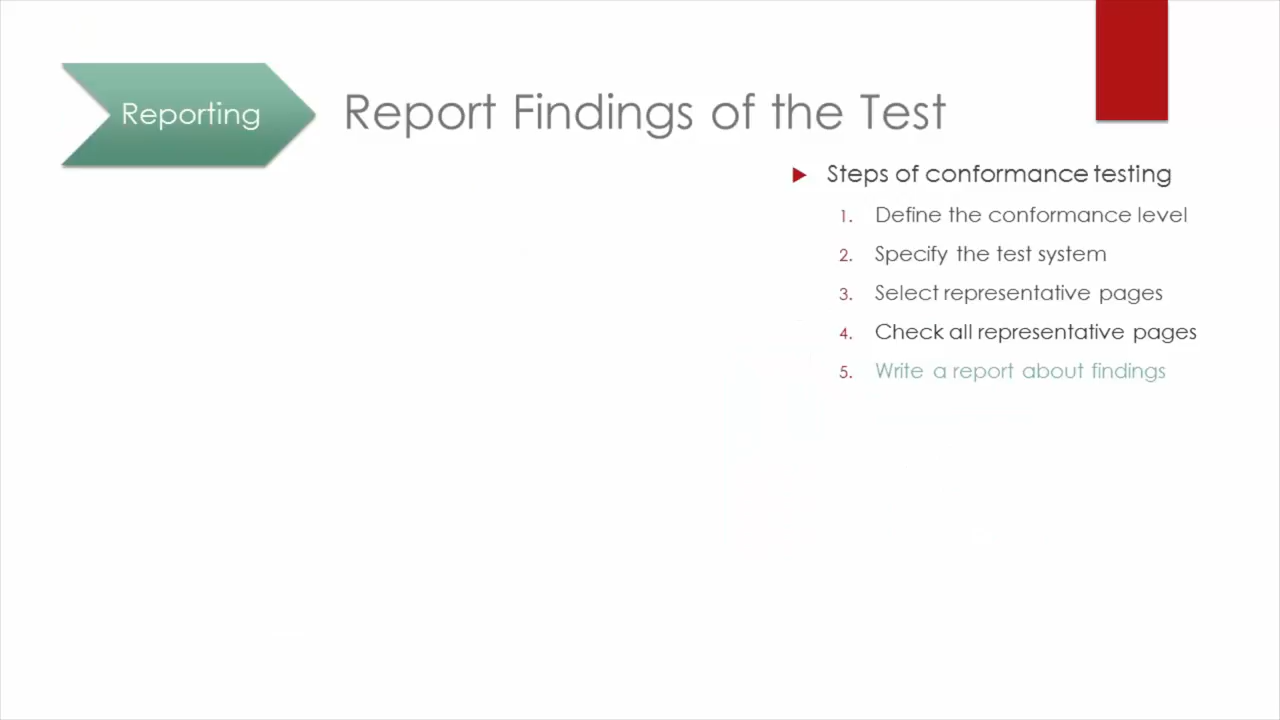 Reporting
Report Findings of the Test
Steps of conformance testing
1. Define the conformance level
2. Specify the test system
3. Select representative pages
4. Check all representative pages
5. Write a report about findings